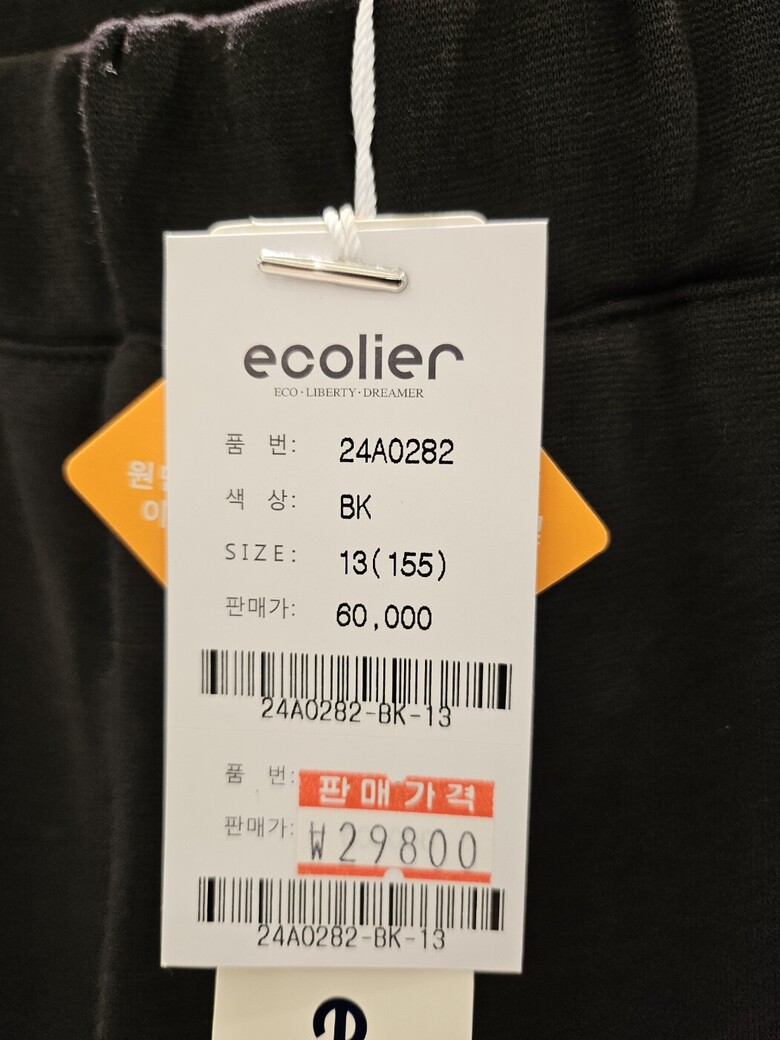 ecolier
ECO·LIBERTY·DREAMER
품 번: 24A0282
색 상: BK
SIZE: 13(155)
판매가: 60,000
24A0282-BK-13
품 번:
판매가격
판매가: ₩29800
24A0282-BK-13
e